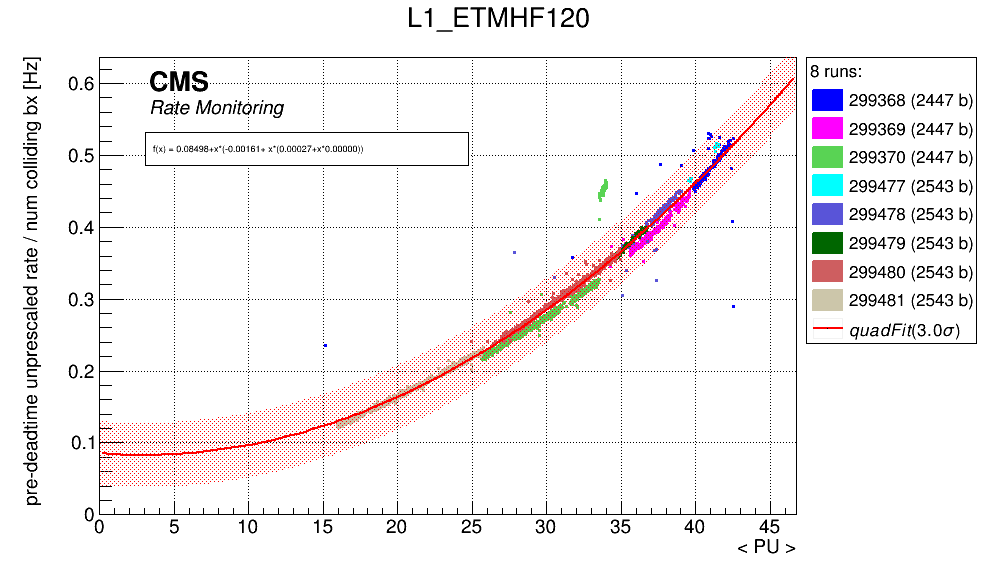 L1_ETMHF120
pre-deadtime unprescaled rate / num colliding bx [Hz]
CMS
Rate Monitoring
f(x) = 0.08498+x*(-0.00161+ x*(0.00027+x*0.00000))
0.6
0.5
0.4
0.3
0.2
0.1
0
0 5 10 15 20 25 30 35 40 45
< PU >
8 runs:
299368 (2447 b)
299369 (2447 b)
299370 (2447 b)
299477 (2543 b)
299478 (2543 b)
299479 (2543 b)
299480 (2543 b)
299481 (2543 b)
quadFit(3.0σ)